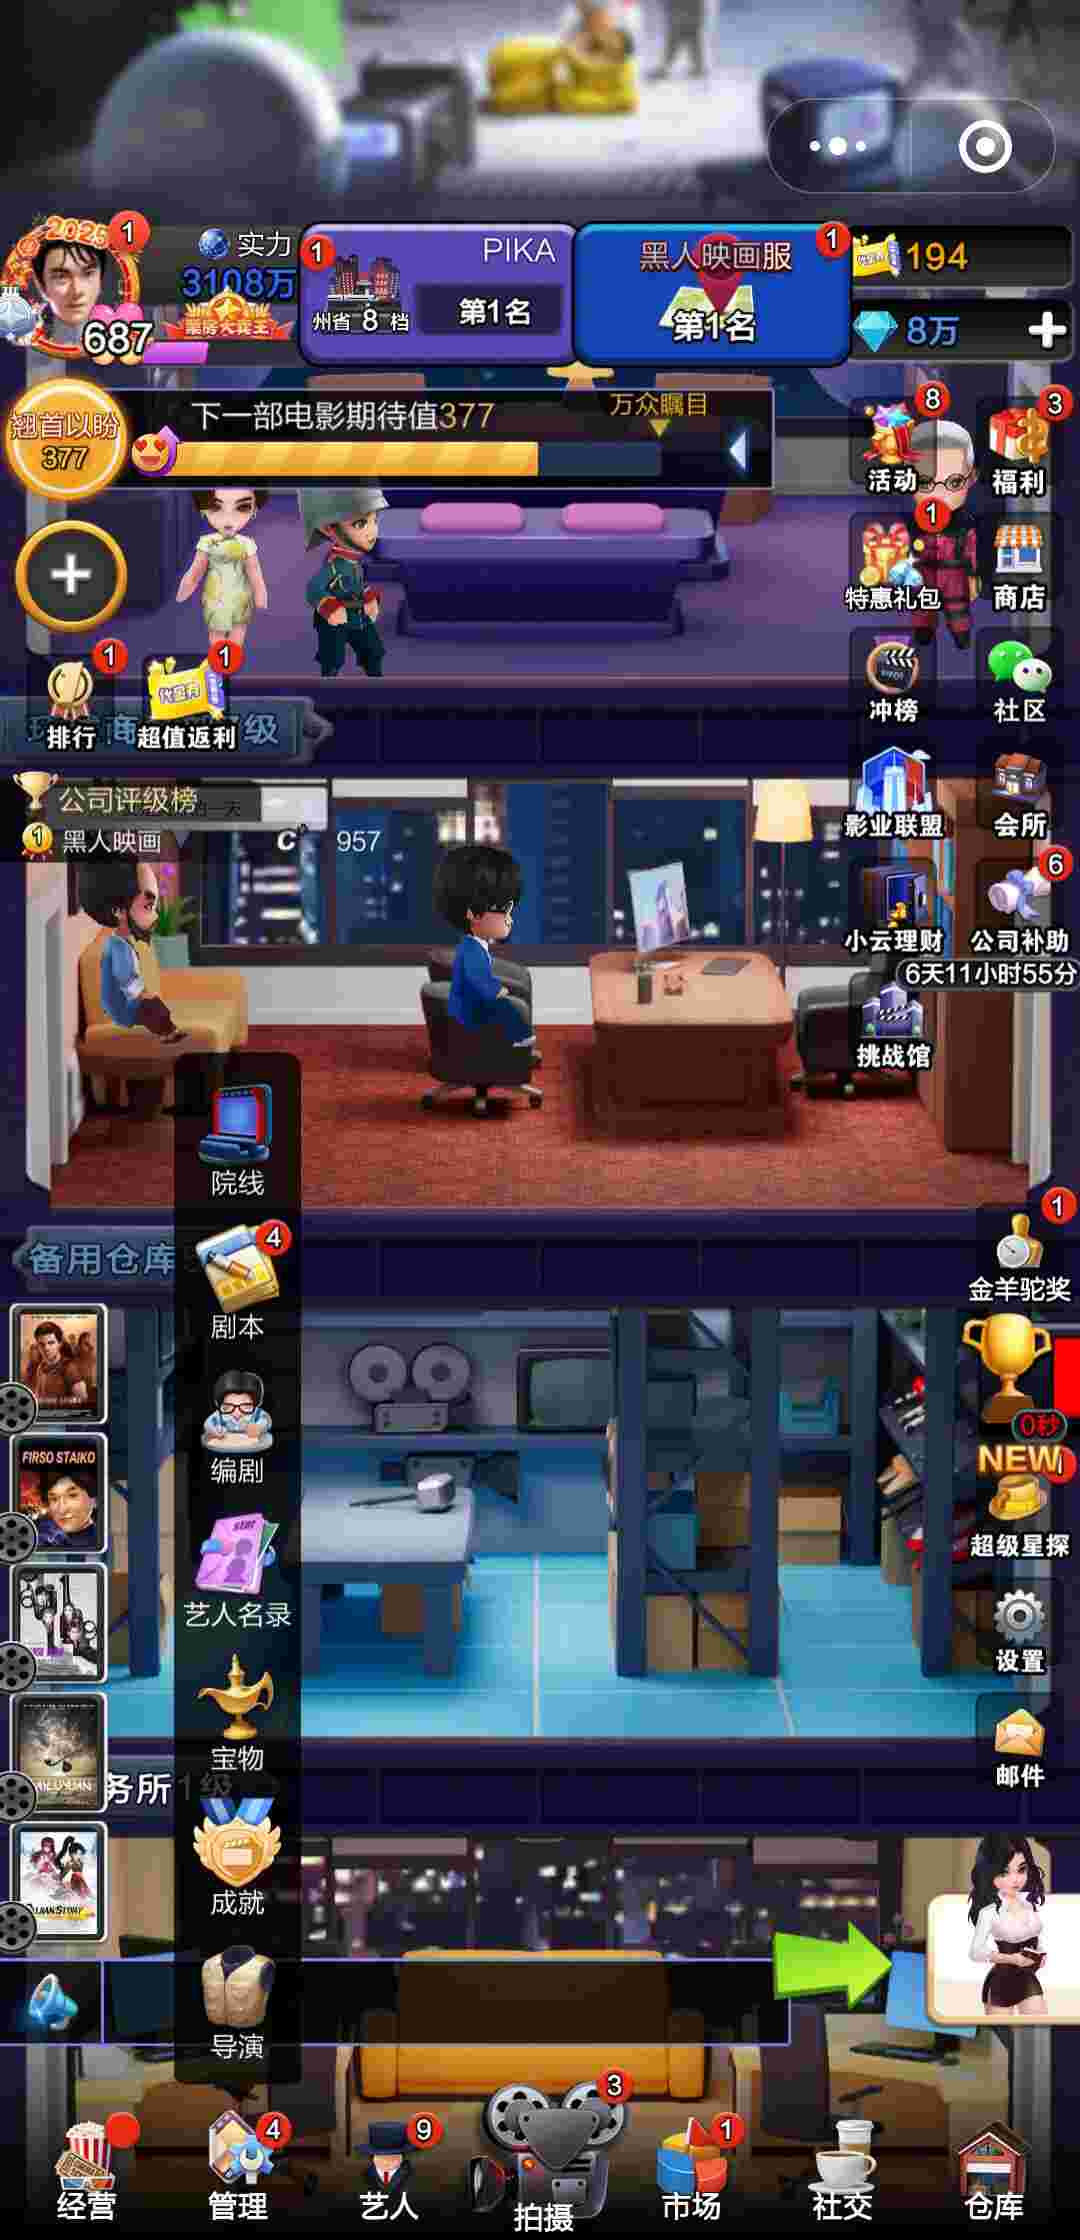 2025
1
实力
3108万
票房大赢王
687
1
PIKA
州省 8 档
第1名
黑人映画服
1
第1名
194
8万
翘首以盼
377
下一部电影期待值377
万众瞩目
8
活动
3
福利
1
特惠礼包
商店
1
排行
1
超值返利
商
级
冲榜
社区
公司评级榜
的一天
1
黑人映画
957
影业联盟
会所
小云理财
6
公司补助
6天11小时55分
挑战馆
院线
备用仓库
4
剧本
编剧
艺人名录
宝物
成就
导演
FIRSO STAIKO
务所1级
1
金羊驼奖
0秒
NEW
超级星探
设置
邮件
经营
4
管理
9
艺人
3
拍摄
1
市场
社交
仓库